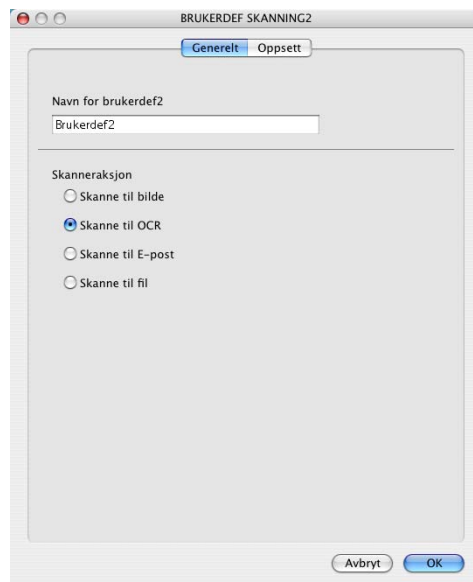 BRUKERDEF SKANNING2
Generelt Oppsett
Navn for brukerdef2
Brukerdef2
Skanneraksjon
Skanne til bilde
Skanne til OCR
Skanne til E-post
Skanne til fil
Avbryt OK